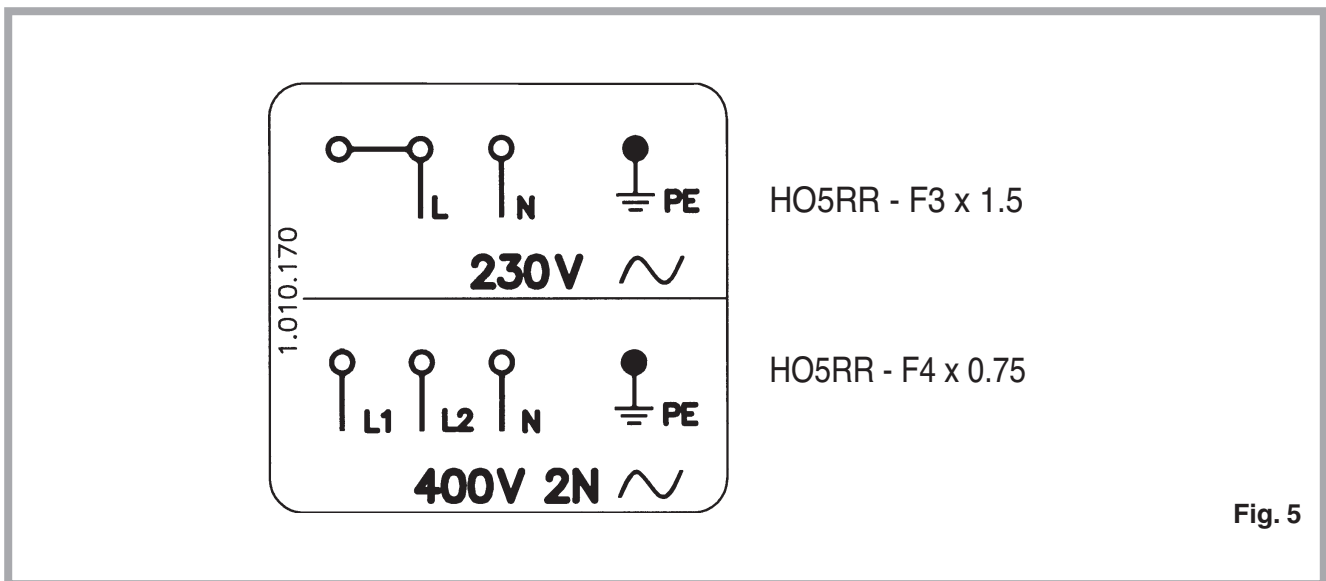 L N PE
HO5RR - F3 x 1.5
230V
1.010.170
L1 L2 N PE
HO5RR - F4 x 0.75
400V 2N
Fig. 5